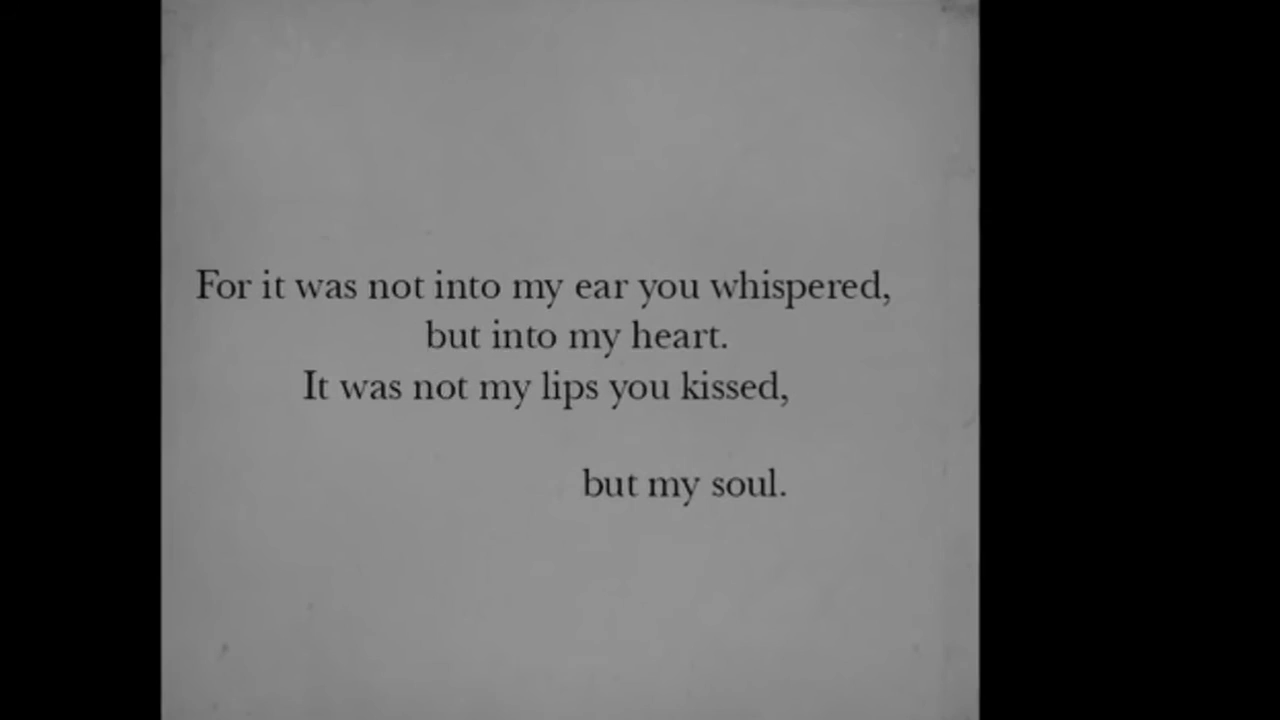 For it was not into my ear you whispered,
but into my heart.
It was not my lips you kissed,
but my soul.